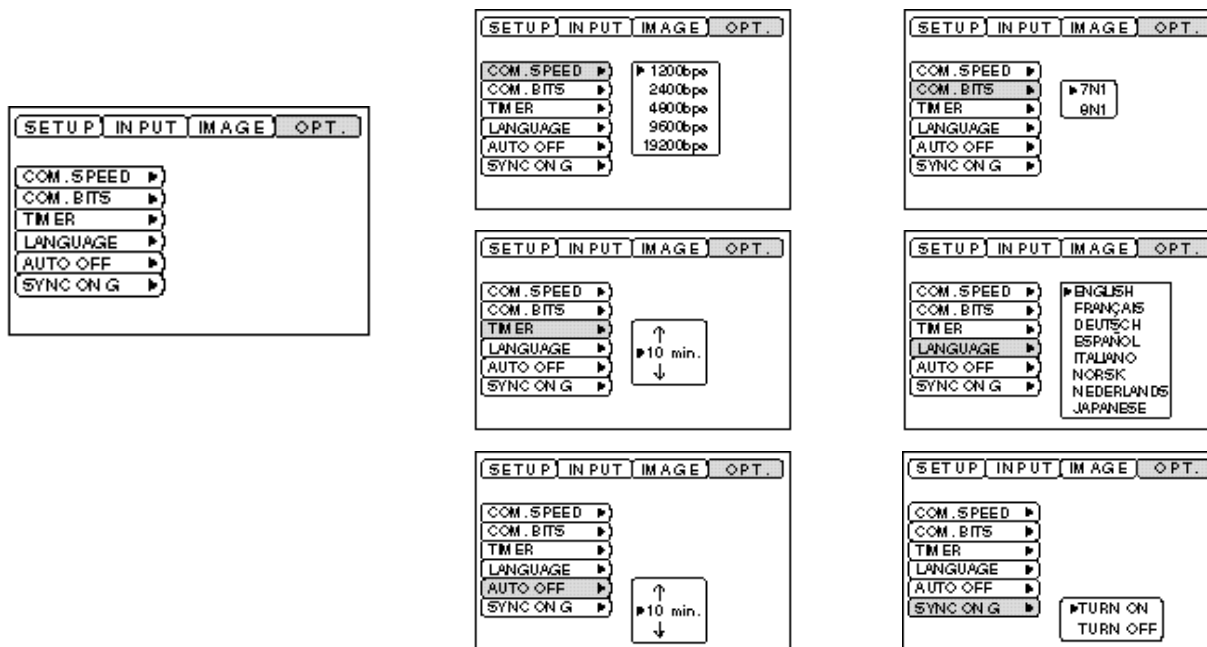 SETUP INPUT IMAGE OPT.
COM.SPEED
COM.BITS
TIMER
LANGUAGE
AUTO OFF
SYNC ON G
SETUP INPUT IMAGE OPT.
COM.SPEED 1200bps
COM.BITS 2400bps
TIMER 4800bps
LANGUAGE 9600bps
AUTO OFF 19200bps
SYNC ON G
SETUP INPUT IMAGE OPT.
COM.SPEED
COM.BITS 7N1
TIMER 8N1
LANGUAGE
AUTO OFF
SYNC ON G
SETUP INPUT IMAGE OPT.
COM.SPEED
COM.BITS
TIMER
LANGUAGE 10 min.
AUTO OFF
SYNC ON G
SETUP INPUT IMAGE OPT.
COM.SPEED ENGLISH
COM.BITS FRANÇAIS
TIMER DEUTSCH
LANGUAGE ESPAÑOL
AUTO OFF ITALIANO
SYNC ON G NORSK
NEDERLANDS
JAPANESE
SETUP INPUT IMAGE OPT.
COM.SPEED
COM.BITS
TIMER
LANGUAGE
AUTO OFF
SYNC ON G 10 min.
SETUP INPUT IMAGE OPT.
COM.SPEED
COM.BITS
TIMER
LANGUAGE
AUTO OFF
SYNC ON G TURN ON
TURN OFF